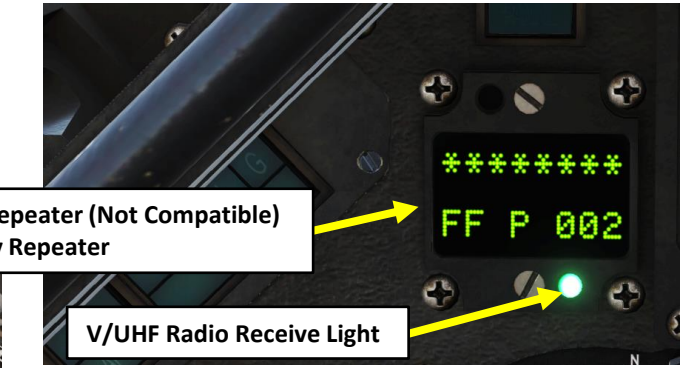 ********
FF P 002
Repeater (Not Compatible)
Repeater
V/UHF Radio Receive Light
G
N